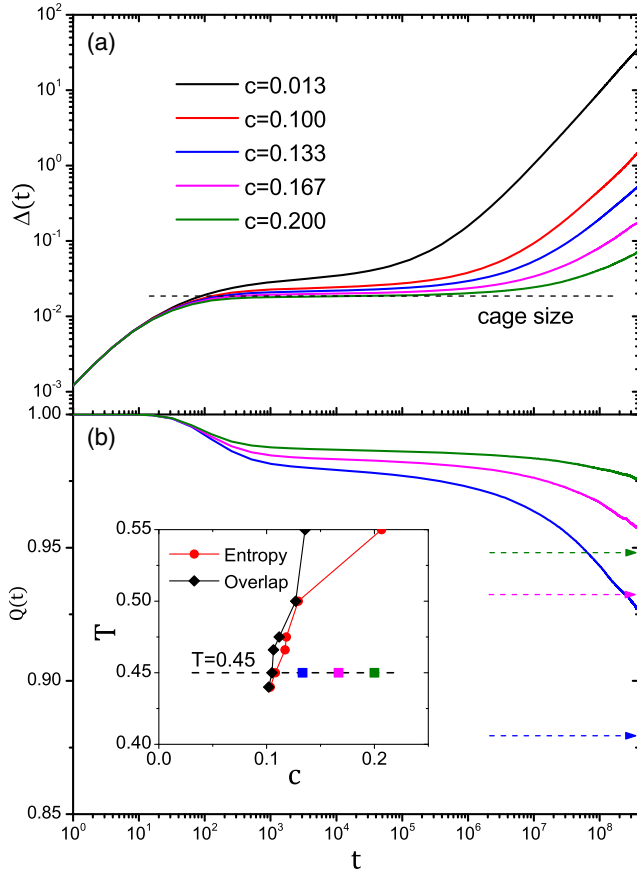 (a)
c=0.013
c=0.100
c=0.133
c=0.167
c=0.200
cage size
Δ(t)
10²
10¹
10⁰
10⁻¹
10⁻²
10⁻³
(b)
1.00
0.95
0.90
0.85
Q(t)
Entropy
Overlap
T=0.45
T
0.55
0.50
0.45
0.40
0.0
0.1
0.2
c
10⁰
10¹
10²
10³
10⁴
10⁵
10⁶
10⁷
10⁸
t